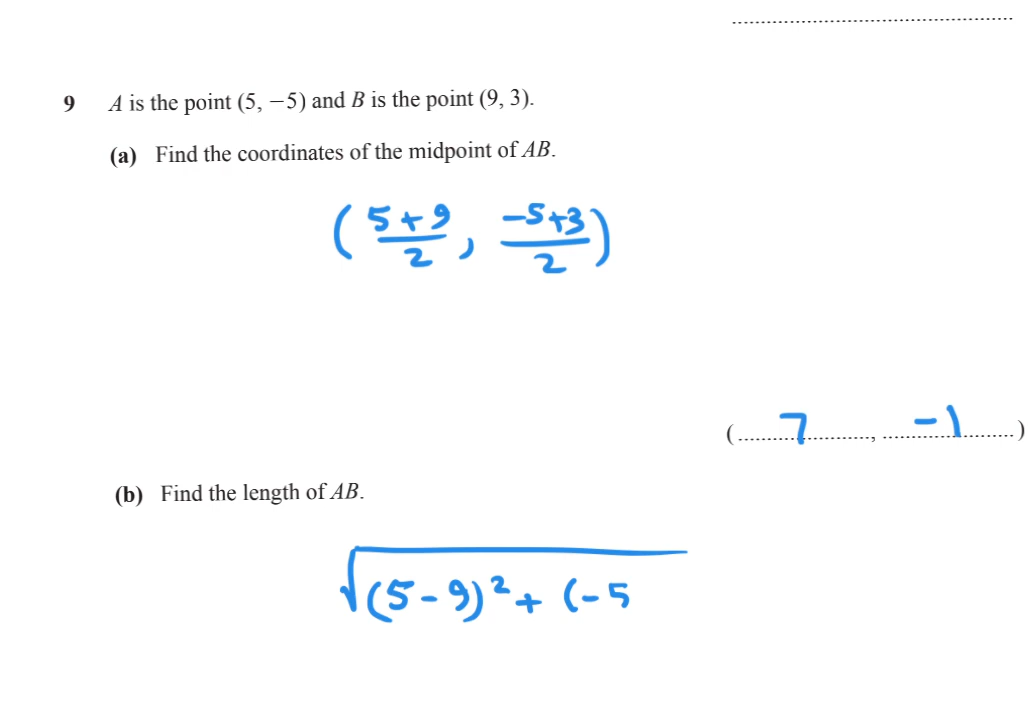 9 A is the point (5, −5) and B is the point (9, 3).
(a) Find the coordinates of the midpoint of AB.
( 5+9/2 , -5+3/2 )
( 7 , -1 )
(b) Find the length of AB.
√(5-9)² + (-5